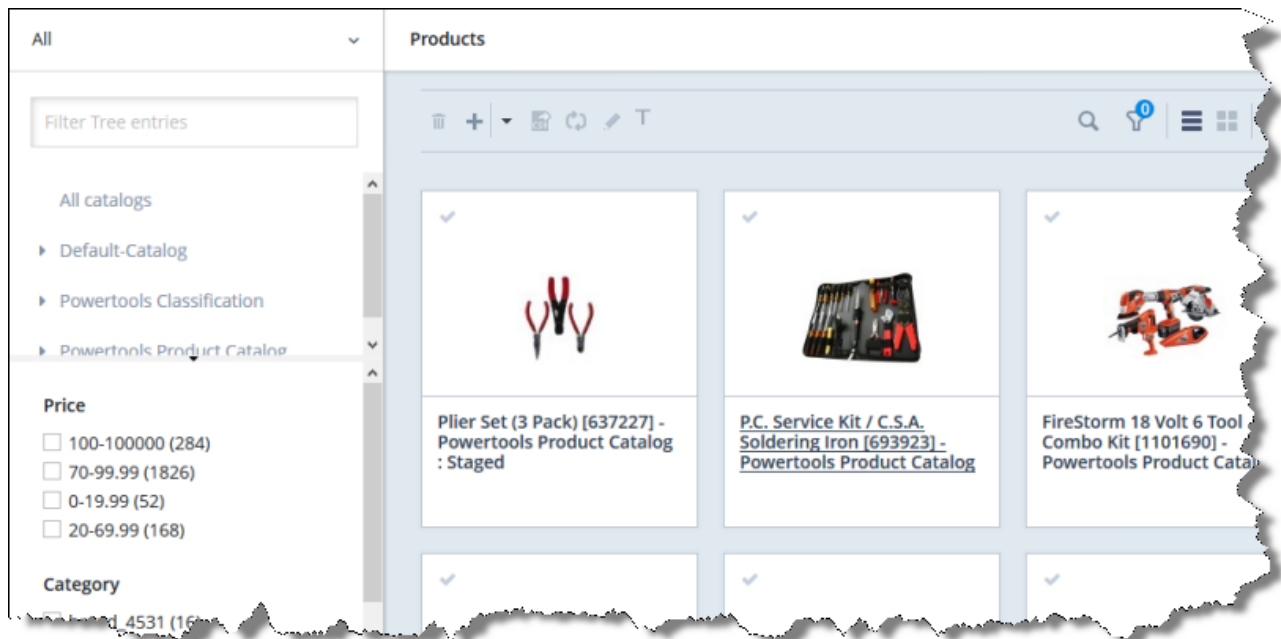 All
Products
Filter Tree entries
0
All catalogs
Default-Catalog
Powertools Classification
Powertools Product Catalog
Price
100-100000 (284)
70-99.99 (1826)
0-19.99 (52)
20-69.99 (168)
Category
4531
Plier Set (3 Pack) [637227] -
Powertools Product Catalog
: Staged
P.C. Service Kit / C.S.A.
Soldering Iron [693923] -
Powertools Product Catalog
FireStorm 18 Volt 6 Tool
Combo Kit [1101690] -
Powertools Product